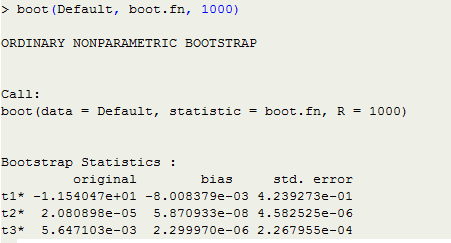 > boot(Default, boot.fn, 1000)
ORDINARY NONPARAMETRIC BOOTSTRAP
Call:
boot(data = Default, statistic = boot.fn, R = 1000)
Bootstrap Statistics :
original bias std. error
t1* -1.154047e+01 -8.008379e-03 4.239273e-01
t2* 2.080898e-05 5.870933e-08 4.582525e-06
t3* 5.647103e-03 2.299970e-06 2.267955e-04